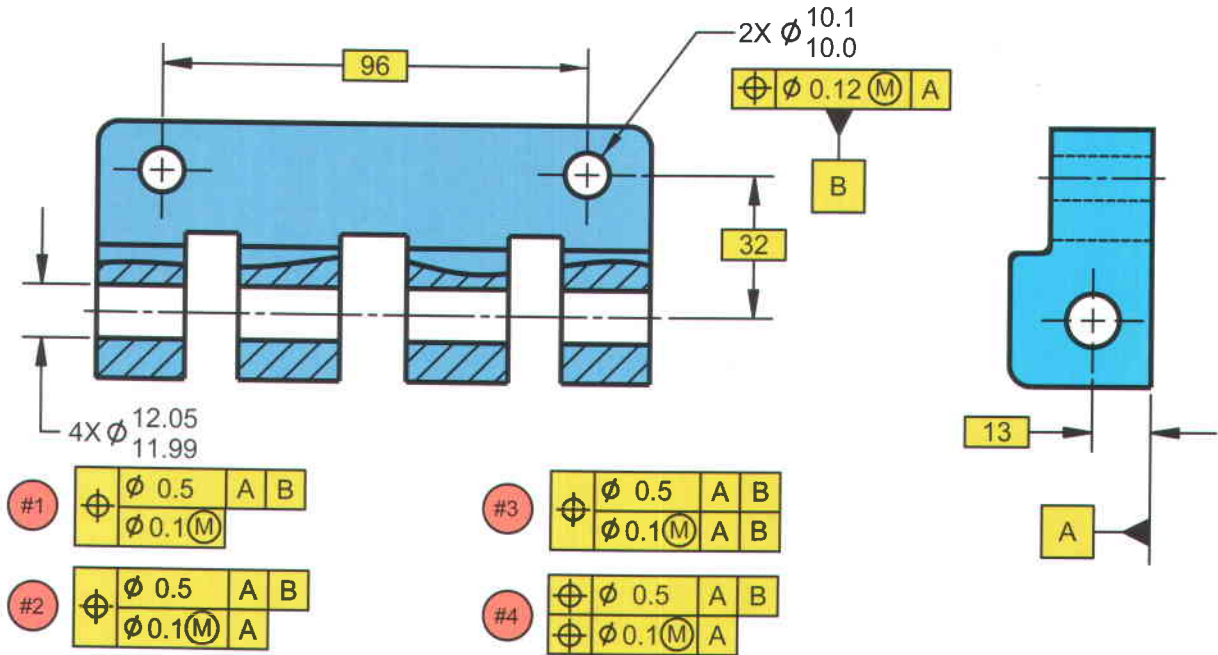 2X ⌀ 10.1
10.0
96
⌖ ⌀ 0.12 Ⓜ A
B
32
13
A
4X ⌀ 12.05
11.99
#1
⌖ ⌀ 0.5 A B
⌀ 0.1 Ⓜ
#2
⌖ ⌀ 0.5 A B
⌀ 0.1 Ⓜ A
#3
⌖ ⌀ 0.5 A B
⌀ 0.1 Ⓜ A B
#4
⌖ ⌀ 0.5 A B
⌖ ⌀ 0.1 Ⓜ A